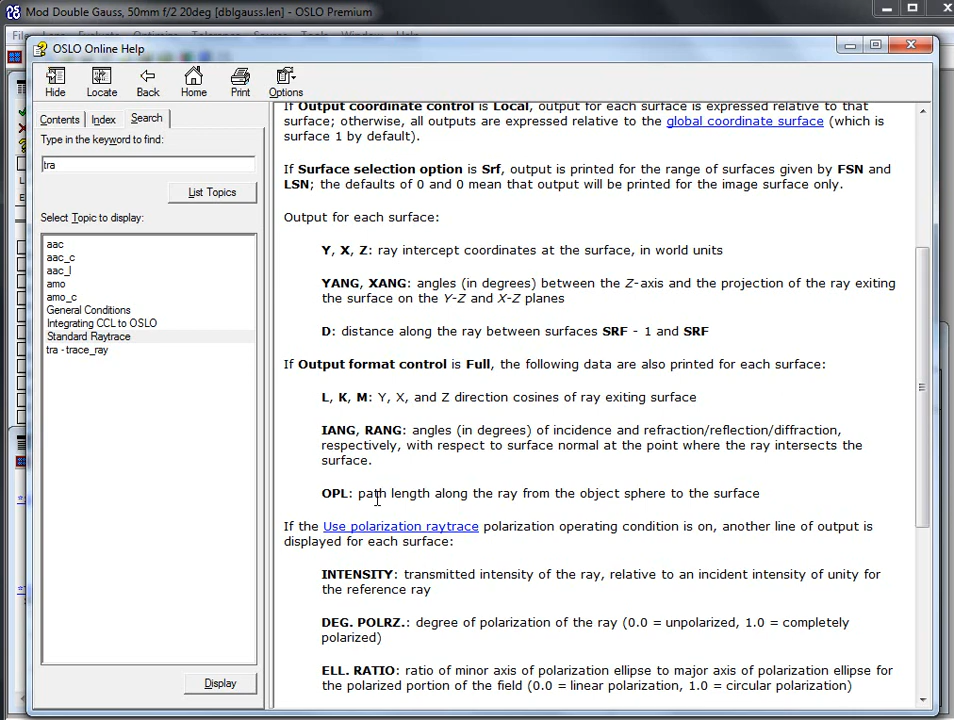 Mod Double Gauss, 50mm f/2 20deg [dblgauss.len] - OSLO Premium
OSLO Online Help
Hide Locate Back Home Print Options
Contents Index Search
Type in the keyword to find:
tra
List Topics
Select Topic to display:
aac
aac_c
aac_l
amo
amo_c
General Conditions
Integrating CCL to OSLO
Standard Raytrace
tra - trace_ray
Display
If Output coordinate control is Local, output for each surface is expressed relative to that
surface; otherwise, all outputs are expressed relative to the global coordinate surface (which is
surface 1 by default).
If Surface selection option is Srf, output is printed for the range of surfaces given by FSN and
LSN; the defaults of 0 and 0 mean that output will be printed for the image surface only.
Output for each surface:
Y, X, Z: ray intercept coordinates at the surface, in world units
YANG, XANG: angles (in degrees) between the Z-axis and the projection of the ray exiting
the surface on the Y-Z and X-Z planes
D: distance along the ray between surfaces SRF - 1 and SRF
If Output format control is Full, the following data are also printed for each surface:
L, K, M: Y, X, and Z direction cosines of ray exiting surface
IANG, RANG: angles (in degrees) of incidence and refraction/reflection/diffraction,
respectively, with respect to surface normal at the point where the ray intersects the
surface.
OPL: path length along the ray from the object sphere to the surface
If the Use polarization raytrace polarization operating condition is on, another line of output is
displayed for each surface:
INTENSITY: transmitted intensity of the ray, relative to an incident intensity of unity for
the reference ray
DEG. POLRZ.: degree of polarization of the ray (0.0 = unpolarized, 1.0 = completely
polarized)
ELL. RATIO: ratio of minor axis of polarization ellipse to major axis of polarization ellipse for
the polarized portion of the field (0.0 = linear polarization, 1.0 = circular polarization)